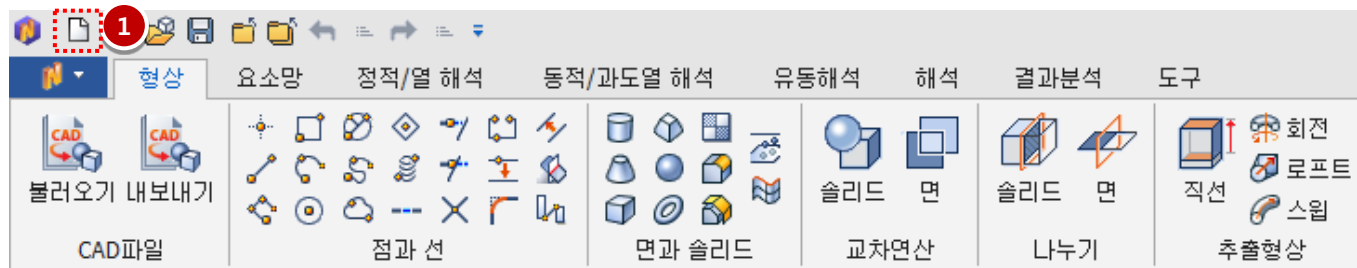 1
형상 요소망 정적/열 해석 동적/과도열 해석 유동해석 해석 결과분석 도구
CAD CAD
불러오기 내보내기 솔리드 면 솔리드 면 직선 회전
로프트
스윕
CAD파일 점과 선 면과 솔리드 교차연산 나누기 추출형상